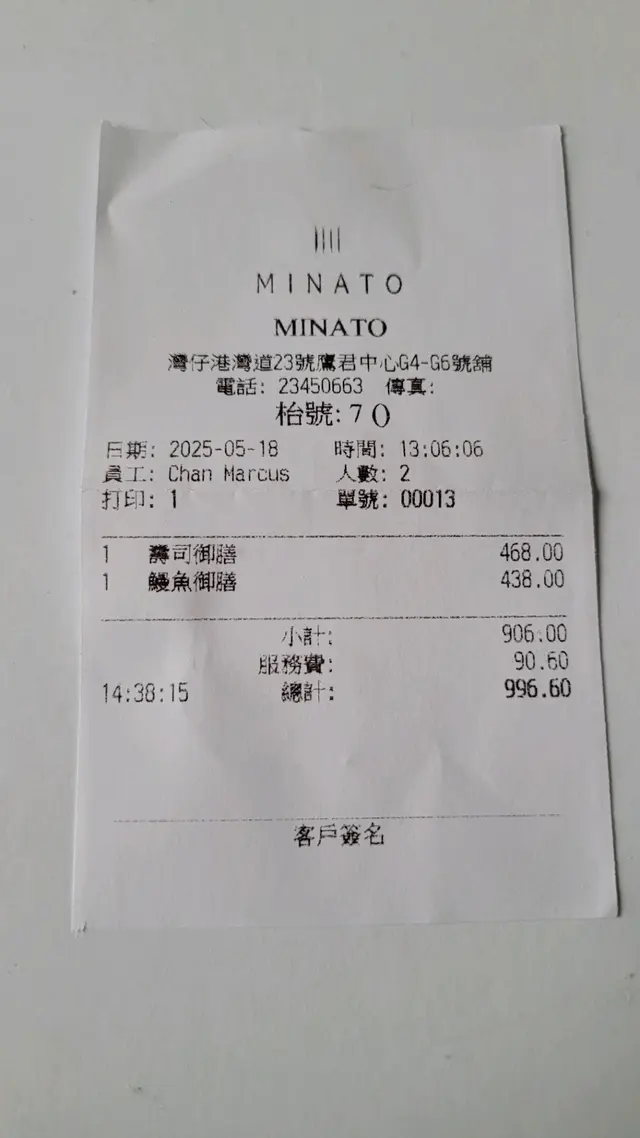 MINATO
MINATO
灣仔港灣道23號鷹君中心G4-G6號舖
電話: 23450663 傳真:
枱號: 70
日期: 2025-05-18 時間: 13:06:06
員工: Chan Marcus 人數: 2
打印: 1 單號: 00013
1 壽司御膳 468.00
1 鰻魚御膳 438.00
小計: 906.00
服務費: 90.60
14:38:15 總計: 996.60
客戶簽名